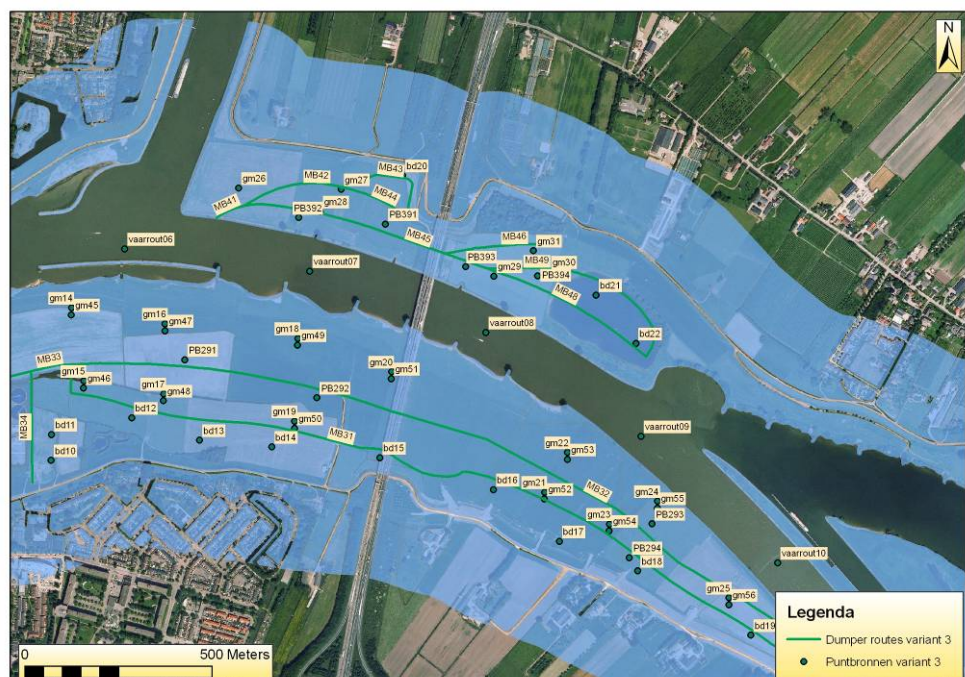 N
MB43
bd20
MB42
gm27
gm26
MB44
MB41
gm28
PB392
PB391
MB45
MB46
gm31
vaarrout06
PB393
MB49
gm30
vaarrout07
gm29
PB394
bd21
MB48
gm14
gm45
gm16
gm47
gm18
gm49
vaarrout08
bd22
PB291
MB33
gm20
gm51
gm15
gm46
gm17
gm48
PB292
bd12
gm19
gm50
MB34
bd11
bd13
bd14
MB31
vaarrout09
bd10
bd15
gm22
gm53
bd16
gm21
gm52
MB32
gm24
gm55
gm23
gm54
PB293
bd17
PB294
bd18
vaarrout10
gm25
gm56
bd19
Legenda
Dumper routes variant 3
Puntbronnen variant 3
0 500 Meters